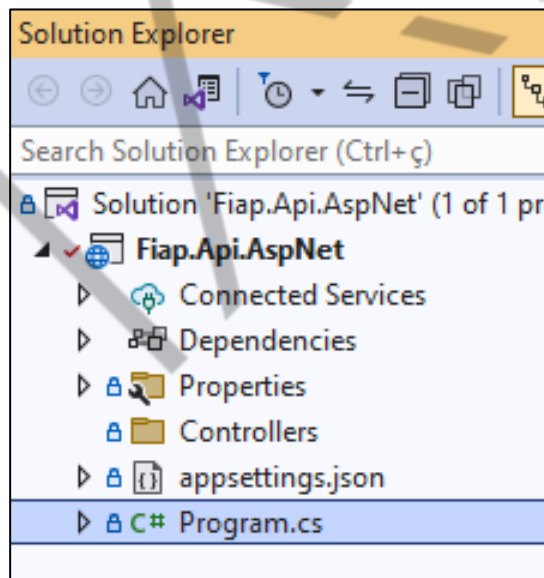 Solution Explorer
Search Solution Explorer (Ctrl+ç)
Solution 'Fiap.Api.AspNet' (1 of 1 pr
Fiap.Api.AspNet
Connected Services
Dependencies
Properties
Controllers
appsettings.json
C# Program.cs